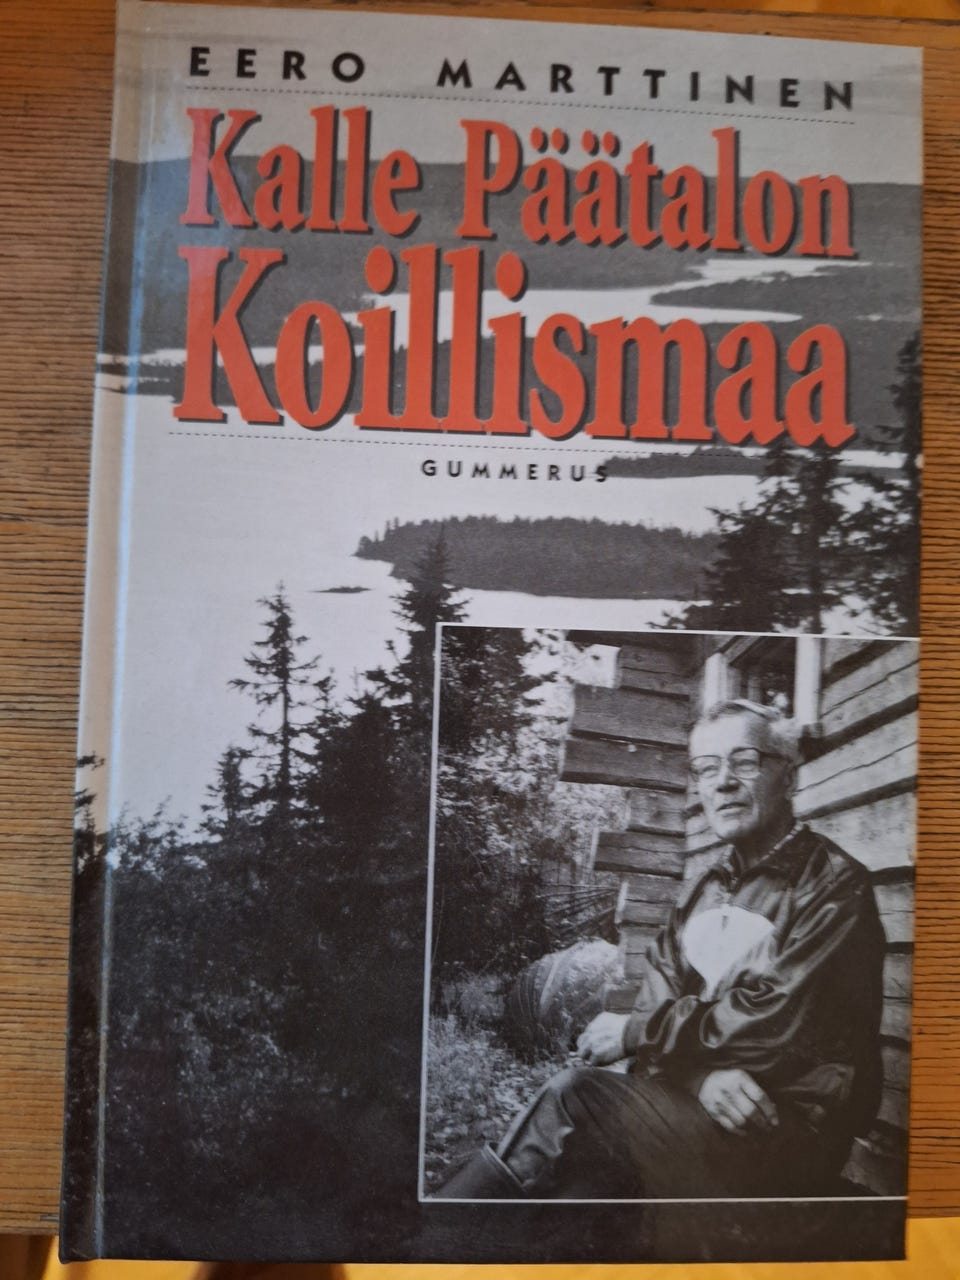 EERO MARTTINEN
Kalle Päätalon
Koillismaa
GUMMERUS